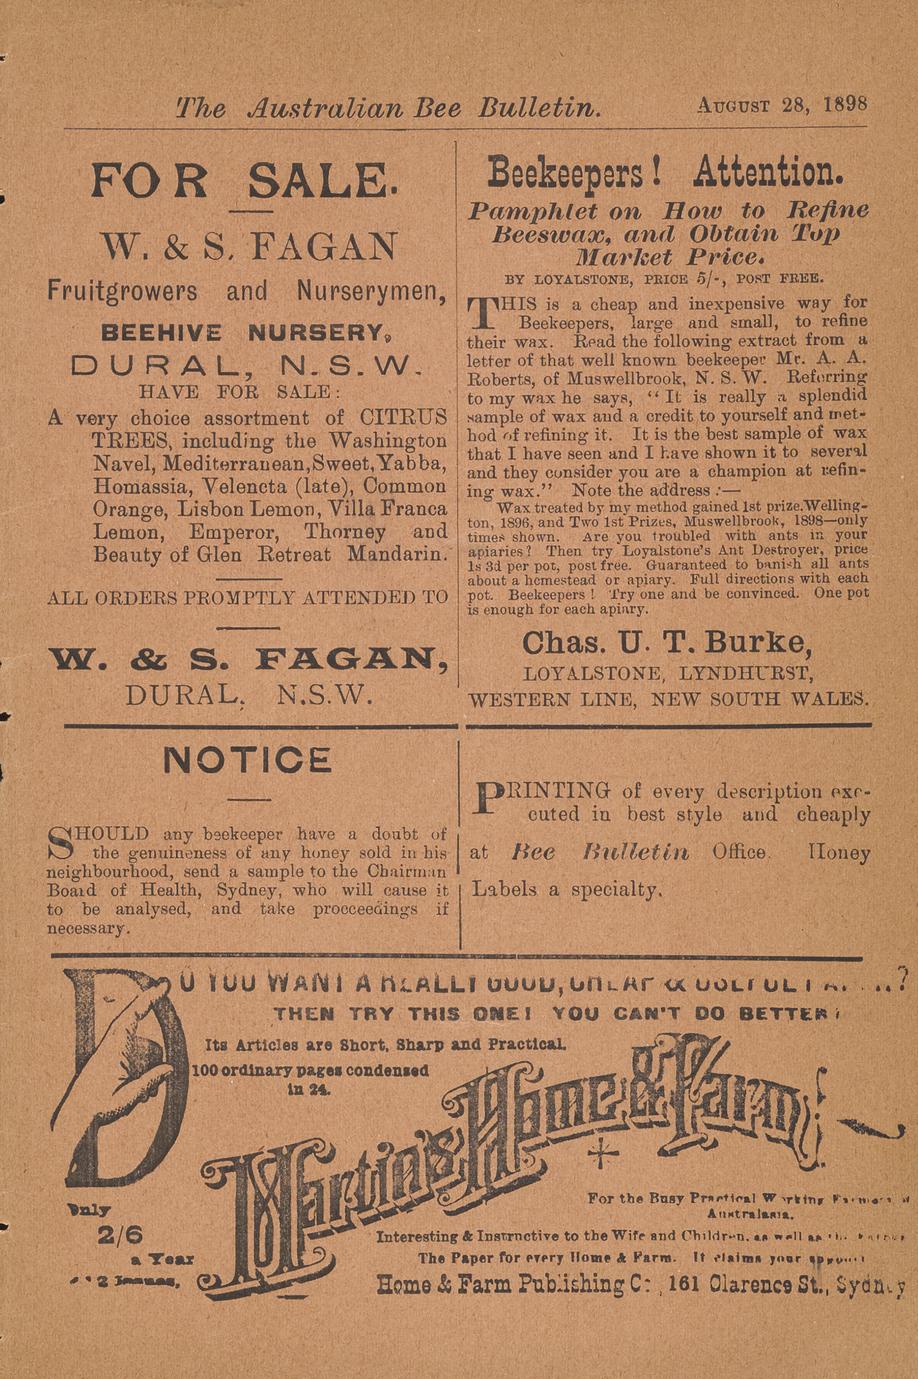 The Australian Bee Bulletin. August 28, 1898
FOR SALE.
W. & S. FAGAN
Fruitgrowers and Nurserymen,
BEEHIVE NURSERY,
DURAL, N.S.W.
HAVE FOR SALE:
A very choice assortment of CITRUS
TREES, including the Washington
Navel, Mediterranean, Sweet, Yabba,
Homassia, Velencta (late), Common
Orange, Lisbon Lemon, Villa Franca
Lemon, Emperor, Thorney and
Beauty of Glen Retreat Mandarin.
ALL ORDERS PROMPTLY ATTENDED TO
W. & S. FAGAN,
DURAL, N.S.W.
Beekeepers! Attention.
Pamphlet on How to Refine
Beeswax, and Obtain Top
Market Price.
BY LOYALSTONE, PRICE 5/-, POST FREE.
THIS is a cheap and inexpensive way for
Beekeepers, large and small, to refine
their wax. Read the following extract from a
letter of that well known beekeeper Mr. A. A.
Roberts, of Muswellbrook, N. S. W. Referring
to my wax he says, "It is really a splendid
sample of wax and a credit to yourself and met-
hod of refining it. It is the best sample of wax
that I have seen and I have shown it to several
and they consider you are a champion at refin-
ing wax." Note the address :—
Wax treated by my method gained 1st prize. Welling-
ton, 1896, and Two 1st Prizes, Muswellbrook, 1898—only
times shown. Are you troubled with ants in your
apiaries? Then try Loyalstone's Ant Destroyer, price
1s 3d per pot, post free. Guaranteed to banish all ants
about a homestead or apiary. Full directions with each
pot. Beekeepers! Try one and be convinced. One pot
is enough for each apiary.
Chas. U. T. Burke,
LOYALSTONE, LYNDHURST,
WESTERN LINE, NEW SOUTH WALES.
NOTICE
SHOULD any beekeeper have a doubt of
the genuineness of any honey sold in his
neighbourhood, send a sample to the Chairman
Board of Health, Sydney, who will cause it
to be analysed, and take procceedings if
necessary.
PRINTING of every description exe-
cuted in best style and cheaply
at Bee Bulletin Office. Honey
Labels a specialty.
DO YOU WANT A REALLY GOOD, CHEAP & USEFUL
THEN TRY THIS ONE! YOU CAN'T DO BETTER!
Its Articles are Short, Sharp and Practical.
100 ordinary pages condensed
in 24.
Martin's Home & Farm
Only
2/6
a Year
12 Issues,
For the Busy Practical Working Farmers
Australasia.
Interesting & Instructive to the Wife and Children, as well as the
The Paper for every Home & Farm. It claims your
Home & Farm Publishing Co., 161 Clarence St., Sydney